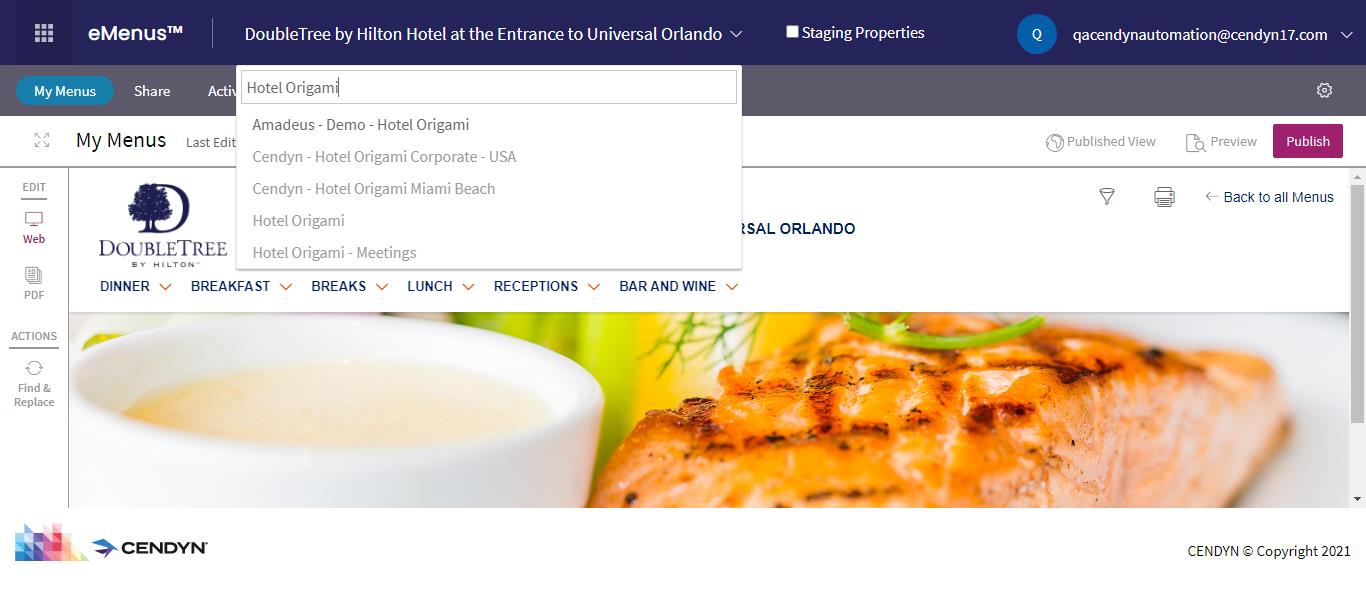 eMenus™
DoubleTree by Hilton Hotel at the Entrance to Universal Orlando
Staging Properties
Q
qacendynautomation@cendyn17.com
My Menus
Share
Activ
Hotel Origami
Amadeus - Demo - Hotel Origami
Cendyn - Hotel Origami Corporate - USA
Cendyn - Hotel Origami Miami Beach
Hotel Origami
Hotel Origami - Meetings
My Menus
Last Edit
Published View
Preview
Publish
EDIT
Web
PDF
ACTIONS
Find &
Replace
D
DOUBLETREE
BY HILTON™
Back to all Menus
RSAL ORLANDO
DINNER
BREAKFAST
BREAKS
LUNCH
RECEPTIONS
BAR AND WINE
CENDYN
CENDYN © Copyright 2021